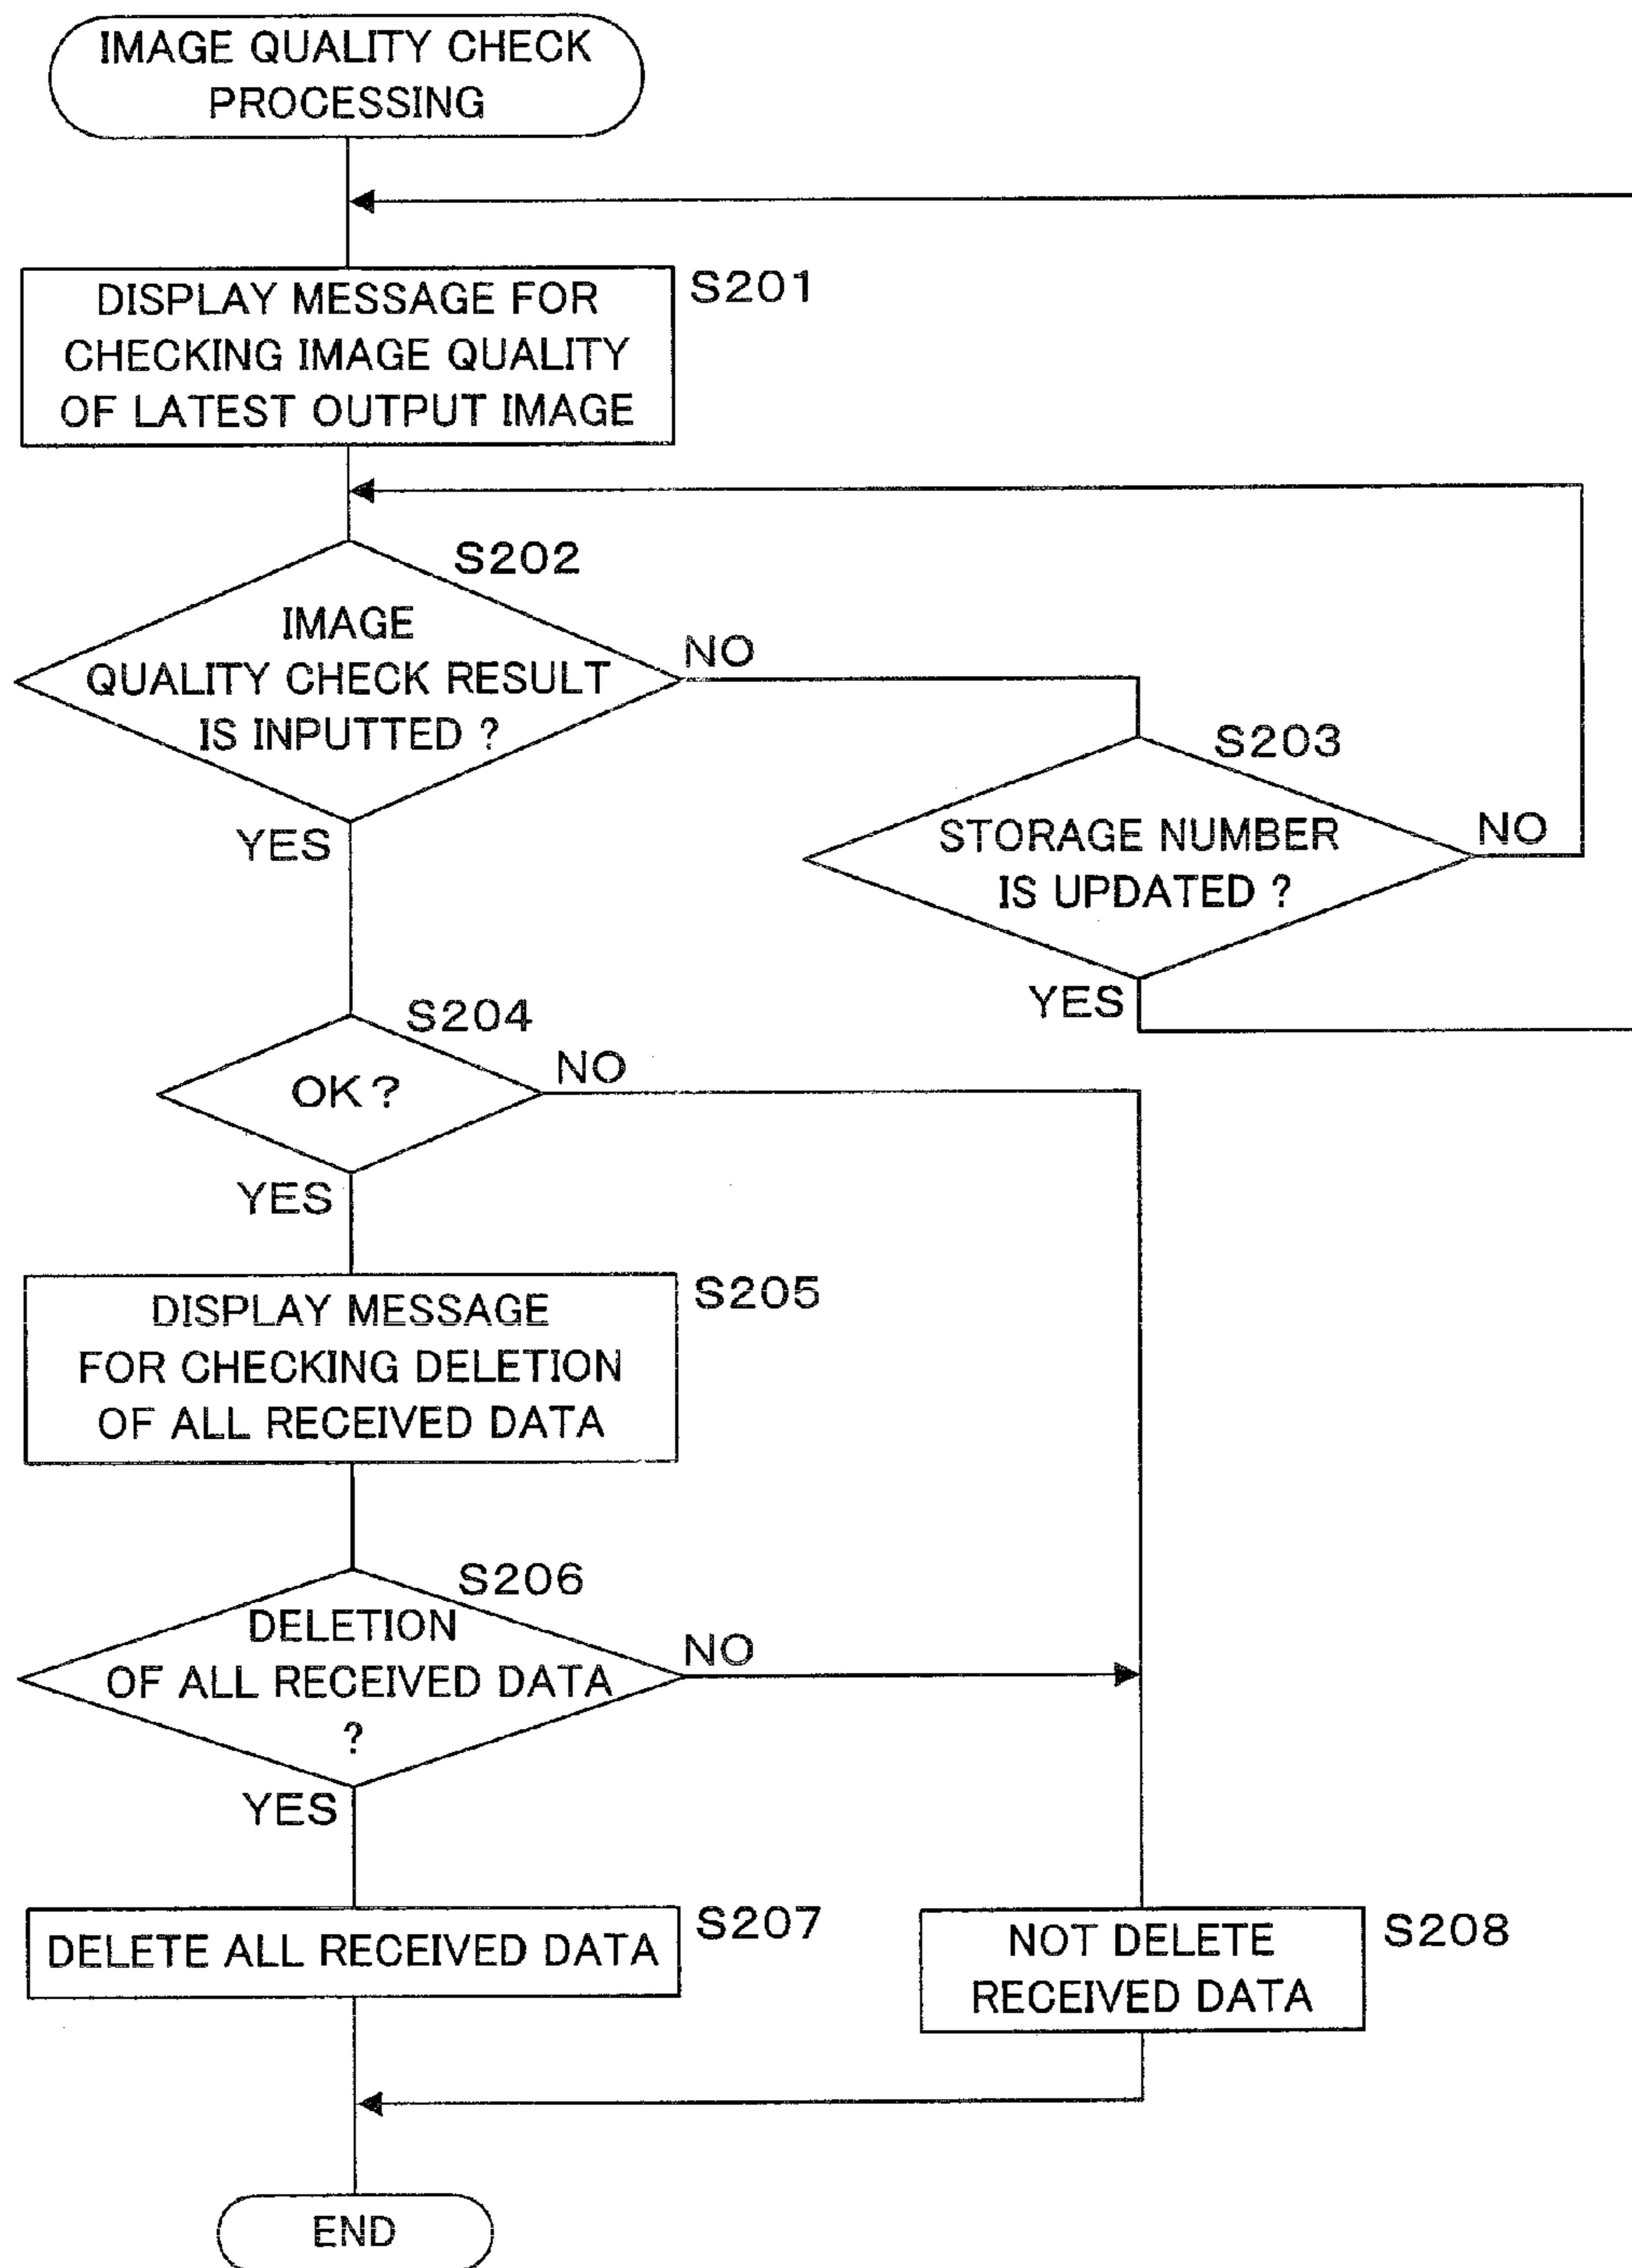 IMAGE QUALITY CHECK
PROCESSING
DISPLAY MESSAGE FOR
CHECKING IMAGE QUALITY
OF LATEST OUTPUT IMAGE
S201
S202
IMAGE
QUALITY CHECK RESULT
IS INPUTTED ?
NO
YES
S203
STORAGE NUMBER
IS UPDATED ?
NO
YES
S204
OK?
NO
YES
DISPLAY MESSAGE
FOR CHECKING DELETION
OF ALL RECEIVED DATA
S205
S206
DELETION
OF ALL RECEIVED DATA
?
NO
YES
DELETE ALL RECEIVED DATA
S207
NOT DELETE
RECEIVED DATA
S208
END